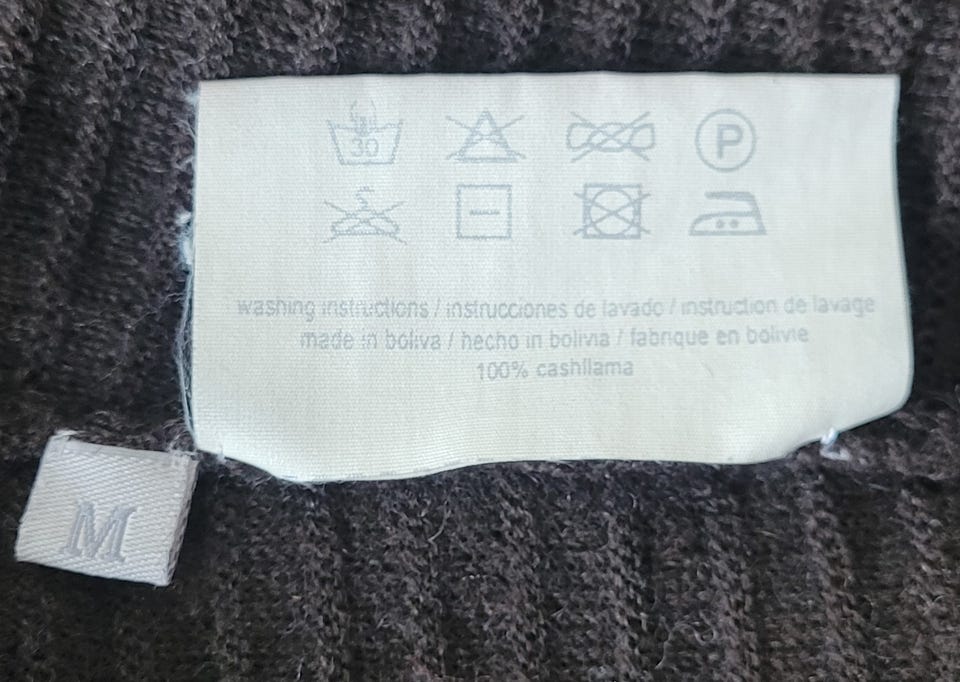 30
P
washing instructions / instrucciones de lavado / instruction de lavage
made in boliva / hecho in bolivia / fabrique en bolivie
100% cashllama
M